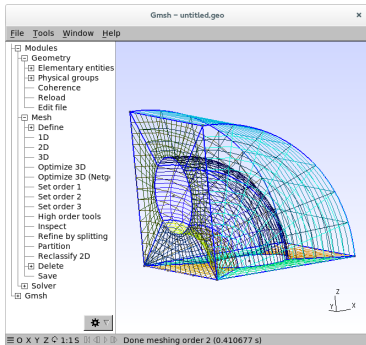 Gmsh - untitled.geo
File Tools Window Help
Modules
Geometry
Elementary entities
Physical groups
Coherence
Reload
Edit file
Mesh
Define
1D
2D
3D
Optimize 3D
Optimize 3D (Netg
Set order 1
Set order 2
Set order 3
High order tools
Inspect
Refine by splitting
Partition
Reclassify 2D
Delete
Save
Solver
Gmsh
Z
Y X
O X Y Z 1:1 S Done meshing order 2 (0.410677 s)